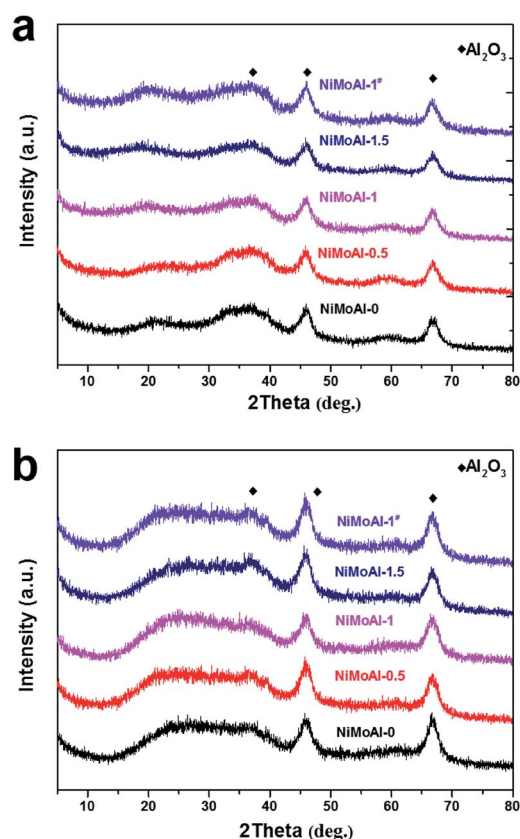 a
◆Al₂O₃
NiMoAl-1#
NiMoAl-1.5
NiMoAl-1
NiMoAl-0.5
NiMoAl-0
Intensity (a.u.)
10 20 30 40 50 60 70 80
2Theta (deg.)
b
◆Al₂O₃
NiMoAl-1#
NiMoAl-1.5
NiMoAl-1
NiMoAl-0.5
NiMoAl-0
Intensity (a.u.)
10 20 30 40 50 60 70 80
2Theta (deg.)